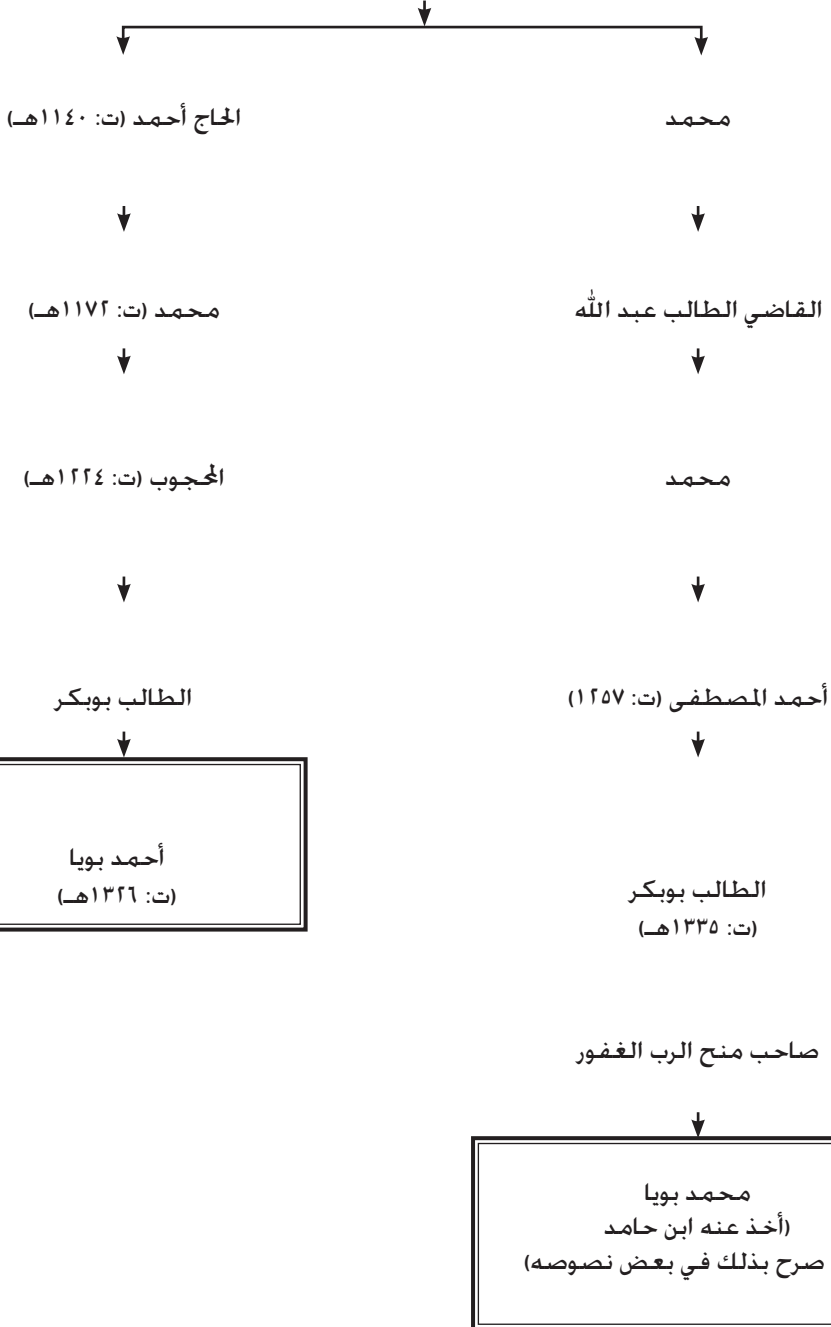 محمد
الحاج أحمد (ت: ١١٤٠هـ)
القاضي الطالب عبد الله
محمد (ت: ١١٧٢هـ)
محمد
المحجوب (ت: ١٢٢٤هـ)
أحمد المصطفى (ت: ١٢٥٧)
الطالب بوبكر
الطالب بوبكر
(ت: ١٣٣٥هـ)
أحمد بويا
(ت: ١٣٢٦هـ)
صاحب منح الرب الغفور
محمد بويا
(أخذ عنه ابن حامد
صرح بذلك في بعض نصوصه)